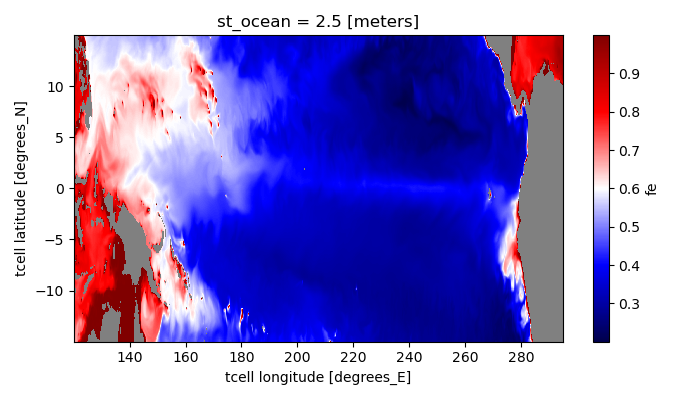 st_ocean = 2.5 [meters]
10
5
0
−5
−10
tcell latitude [degrees_N]
140 160 180 200 220 240 260 280
tcell longitude [degrees_E]
0.9
0.8
0.7
0.6
0.5
0.4
0.3
fe